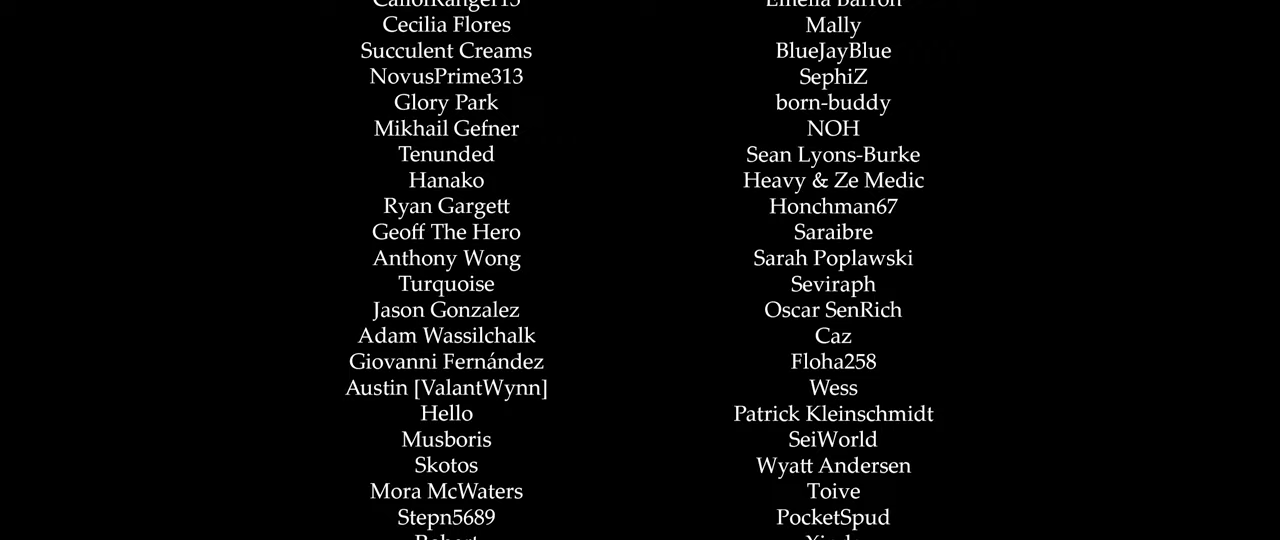 Cecilia Flores
Succulent Creams
NovusPrime313
Glory Park
Mikhail Gefner
Tenunded
Hanako
Ryan Gargett
Geoff The Hero
Anthony Wong
Turquoise
Jason Gonzalez
Adam Wassilchalk
Giovanni Fernández
Austin [ValantWynn]
Hello
Musboris
Skotos
Mora McWaters
Stepn5689
Mally
BlueJayBlue
SephiZ
born-buddy
NOH
Sean Lyons-Burke
Heavy & Ze Medic
Honchman67
Saraibre
Sarah Poplawski
Seviraph
Oscar SenRich
Caz
Floha258
Wess
Patrick Kleinschmidt
SeiWorld
Wyatt Andersen
Toive
PocketSpud